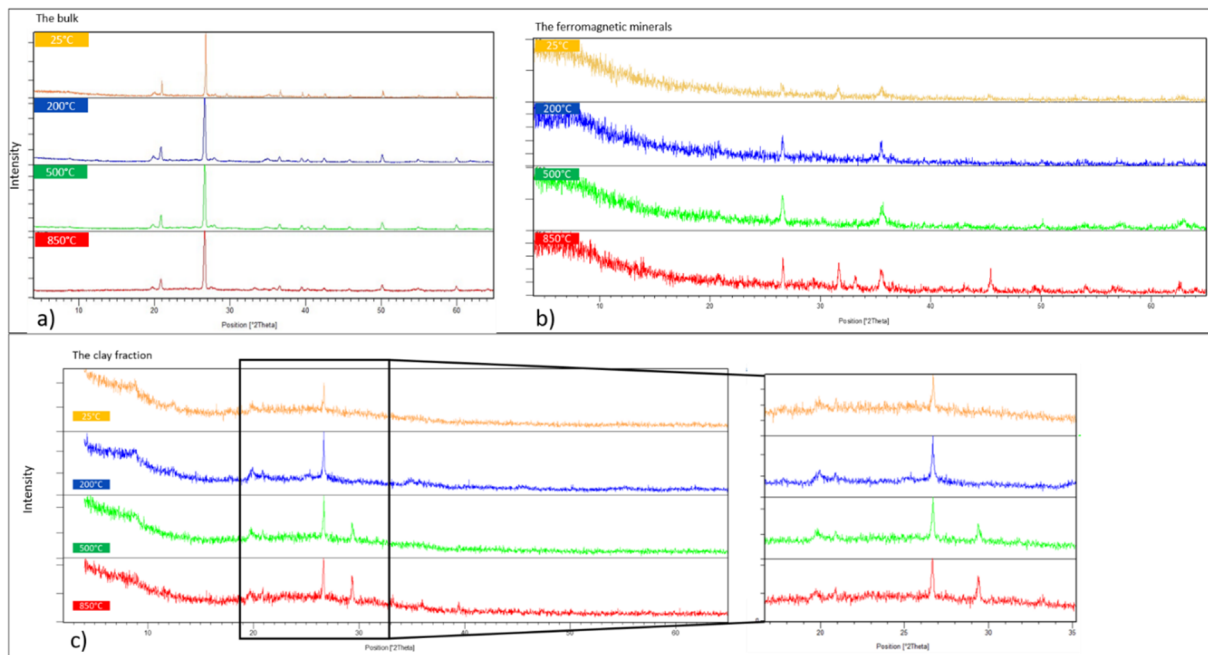 The bulk
25°C
200°C
500°C
850°C
Intensity
10 20 30 40 50 60
Position [°2Theta]
a)
The ferromagnetic minerals
25°C
200°C
500°C
850°C
10 20 30 40 50 60
Position [°2Theta]
b)
The clay fraction
25°C
200°C
500°C
850°C
Intensity
10 20 30 40 50 60
Position [°2Theta]
c)
20 25 30 35
Position [°2Theta]